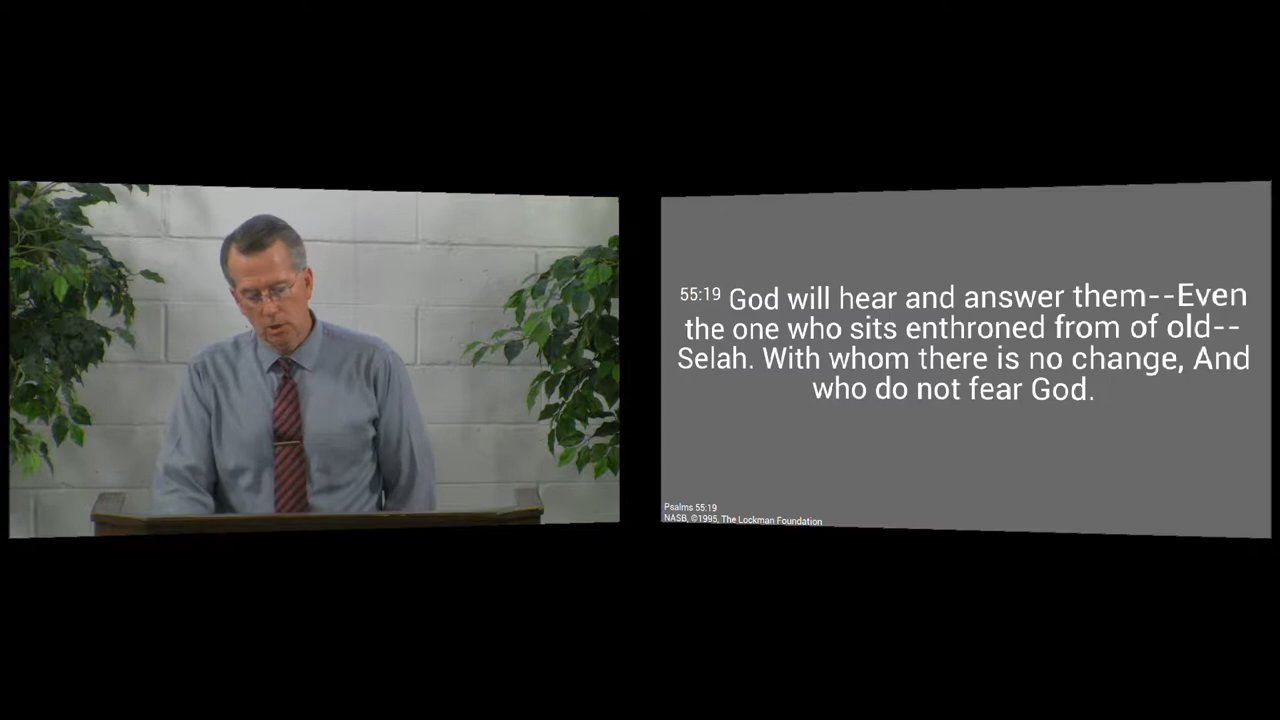 55:19 God will hear and answer them--Even
the one who sits enthroned from of old--
Selah. With whom there is no change, And
who do not fear God.
Psalms 55:19
NASB, ©1995, The Lockman Foundation